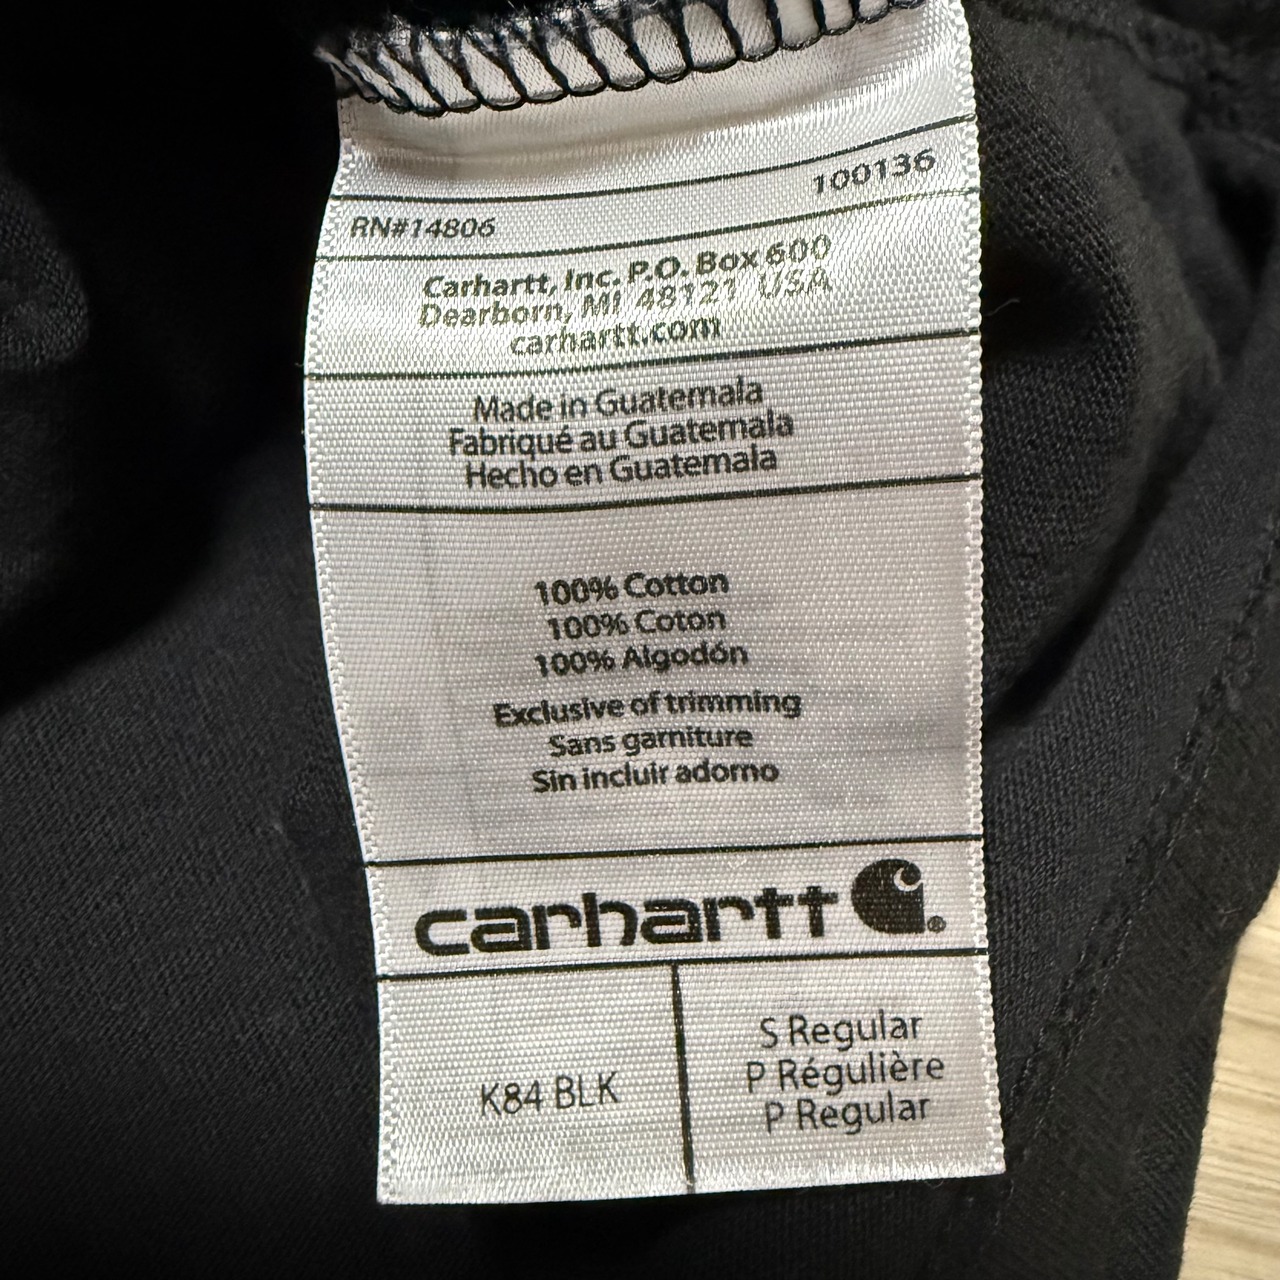 100136
RN#14806
Carhartt, Inc. P.O. Box 600
Dearborn, MI 48121 USA
carhartt.com
Made in Guatemala
Fabriqué au Guatemala
Hecho en Guatemala
100% Cotton
100% Coton
100% Algodón
Exclusive of trimming
Sans garniture
Sin incluir adorno
carhartt®
K84 BLK
S Regular
P Régulière
P Regular